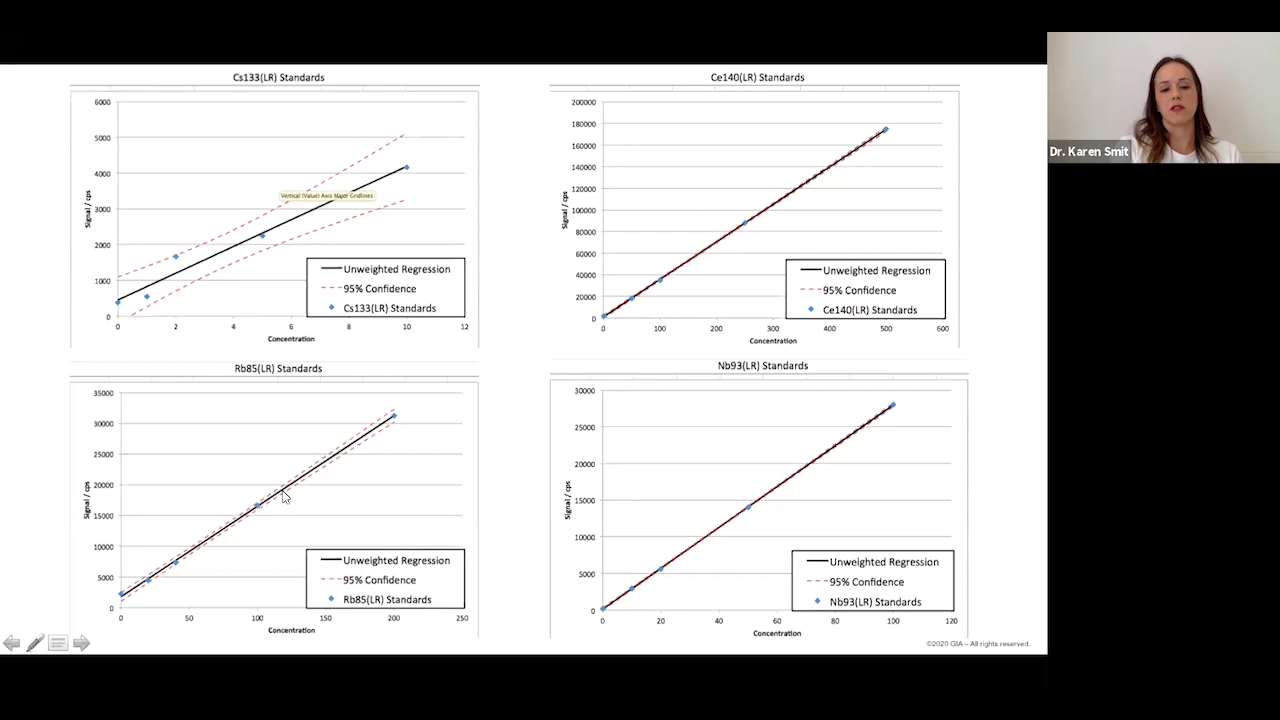 Cs133(LR) Standards
6000
5000
4000
3000
2000
1000
0
Signal / cps
Vertical (Value) Axis Major Gridlines
Unweighted Regression
95% Confidence
Cs133(LR) Standards
0 2 4 6 8 10 12
Concentration
Ce140(LR) Standards
200000
180000
160000
140000
120000
100000
80000
60000
40000
20000
0
Signal / cps
Unweighted Regression
95% Confidence
Ce140(LR) Standards
0 100 200 300 400 500 600
Concentration
Dr. Karen Smit
Rb85(LR) Standards
35000
30000
25000
20000
15000
10000
5000
0
Signal / cps
Unweighted Regression
95% Confidence
Rb85(LR) Standards
0 50 100 150 200 250
Concentration
Nb93(LR) Standards
30000
25000
20000
15000
10000
5000
0
Signal / cps
Unweighted Regression
95% Confidence
Nb93(LR) Standards
0 20 40 60 80 100 120
Concentration
©2020 GIA – All rights reserved.